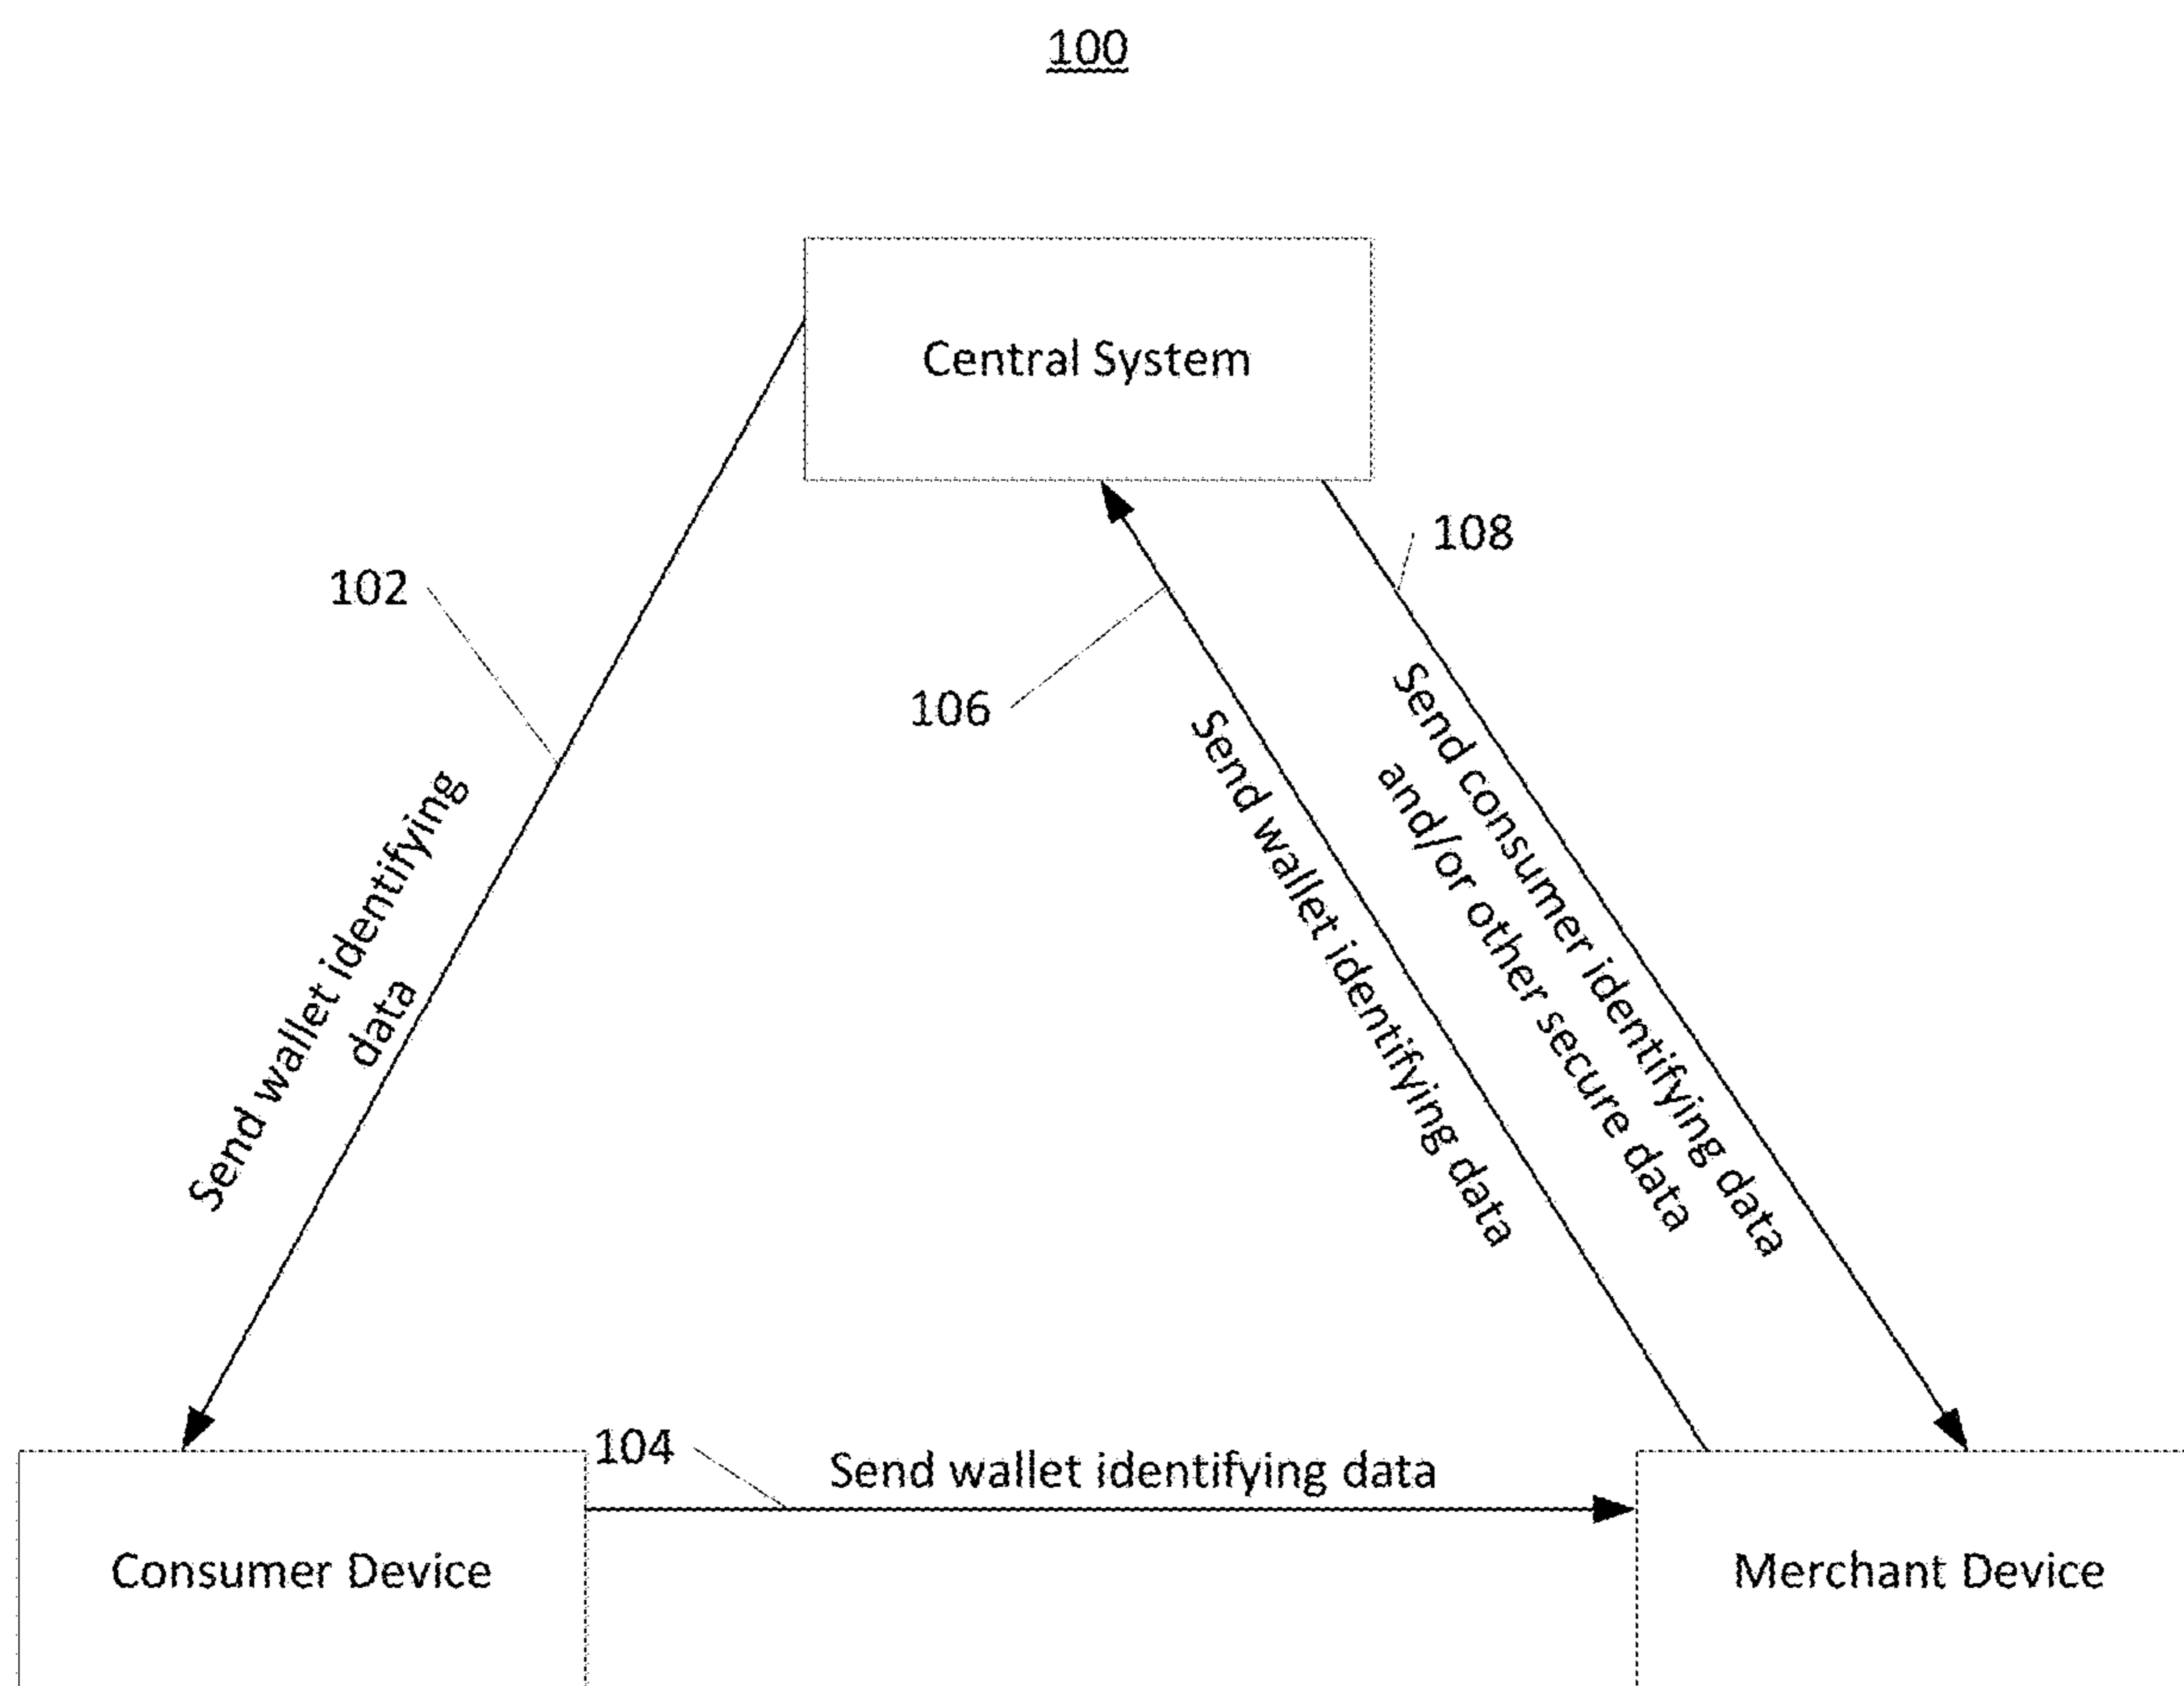 100
Central System
108
102
106
Send wallet identifying
data
Send wallet identifying data
Send consumer identifying data
and/or other secure data
104
Send wallet identifying data
Consumer Device
Merchant Device